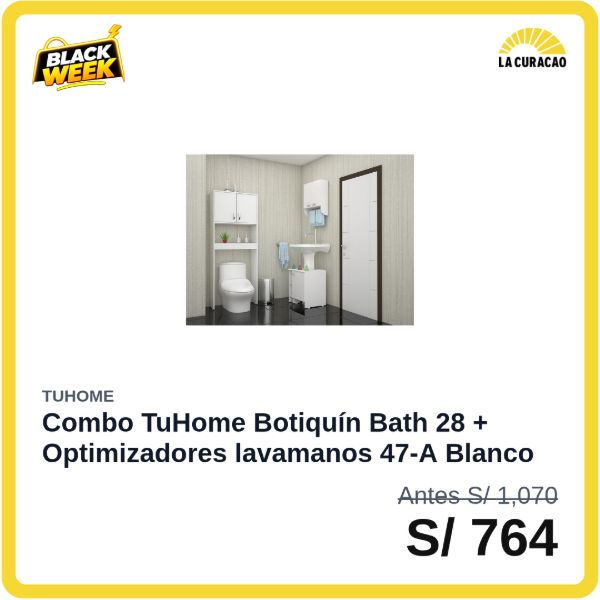 BLACK
WEEK
LA CURACAO
TUHOME
Combo TuHome Botiquín Bath 28 +
Optimizadores lavamanos 47-A Blanco
Antes S/ 1,070
S/ 764